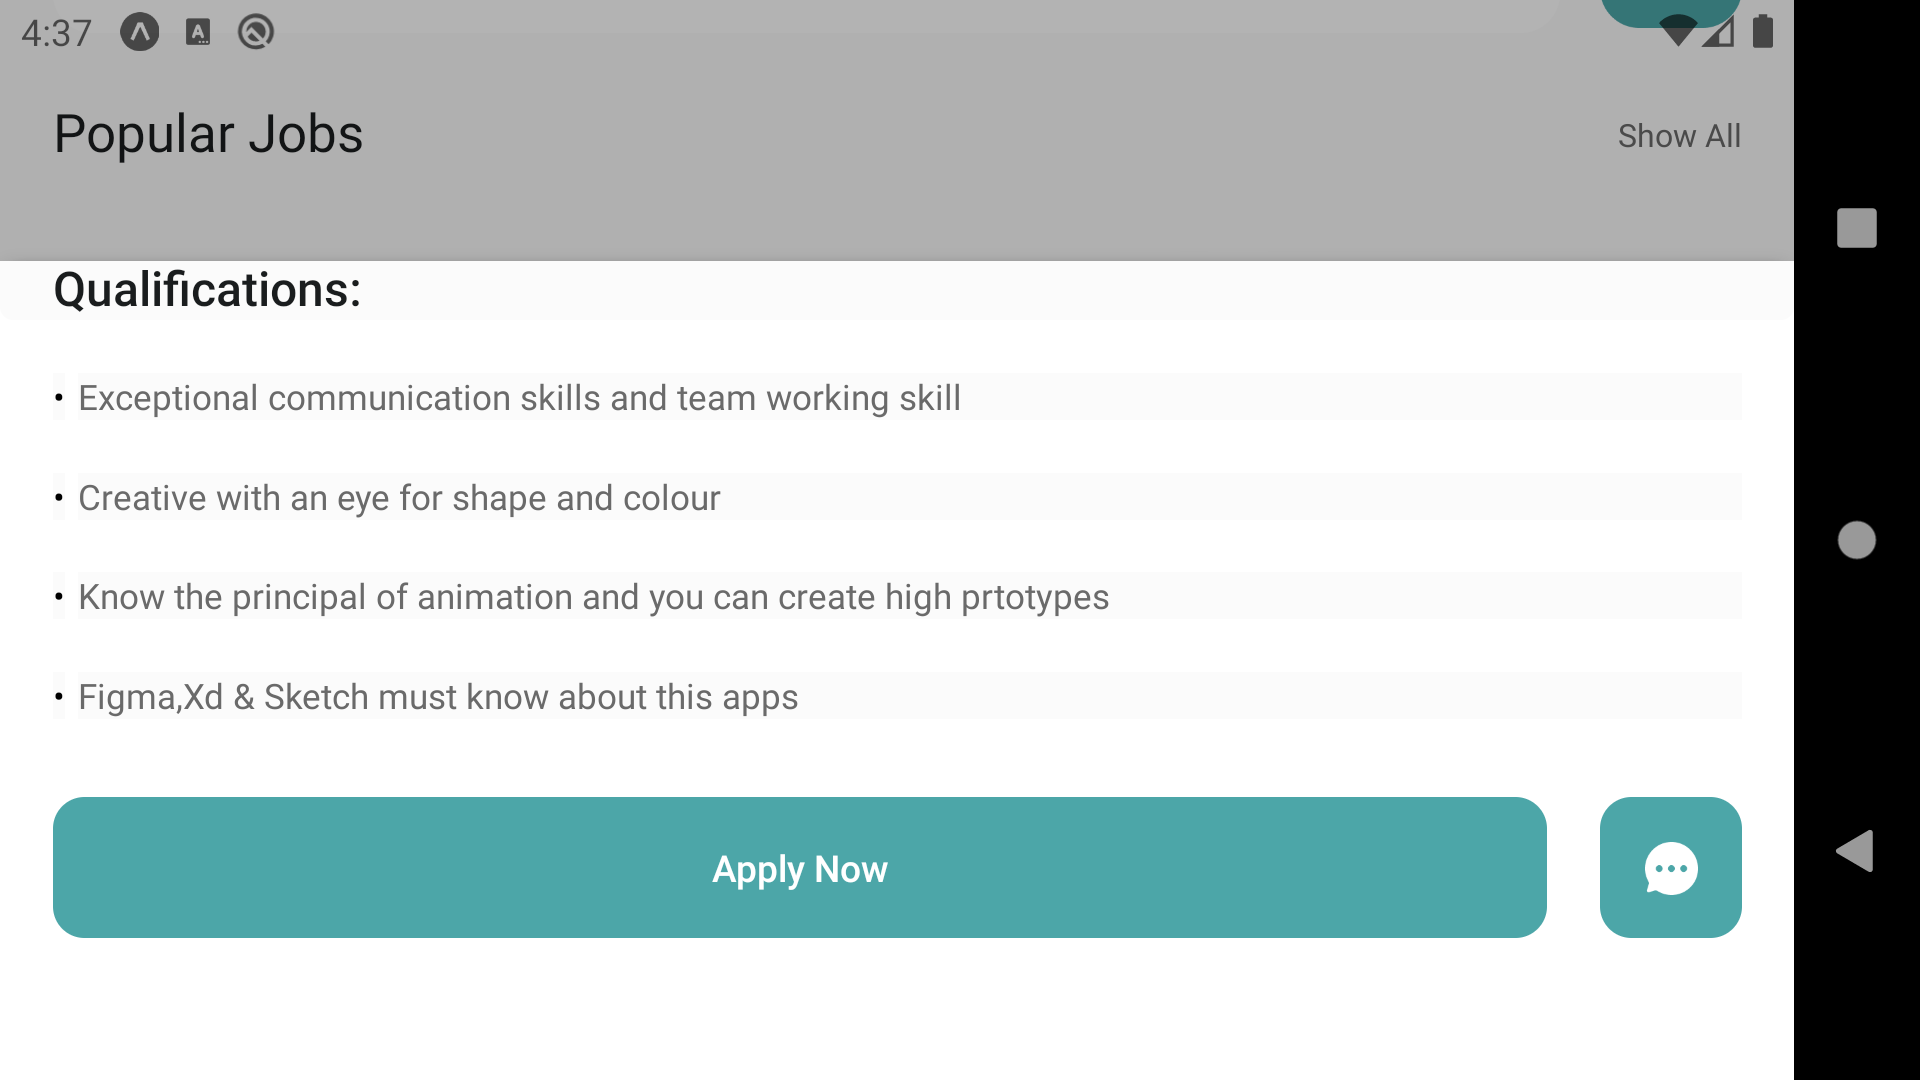 4:37
Popular Jobs
Show All
Qualifications:
• Exceptional communication skills and team working skill
• Creative with an eye for shape and colour
• Know the principal of animation and you can create high prtotypes
• Figma,Xd & Sketch must know about this apps
Apply Now